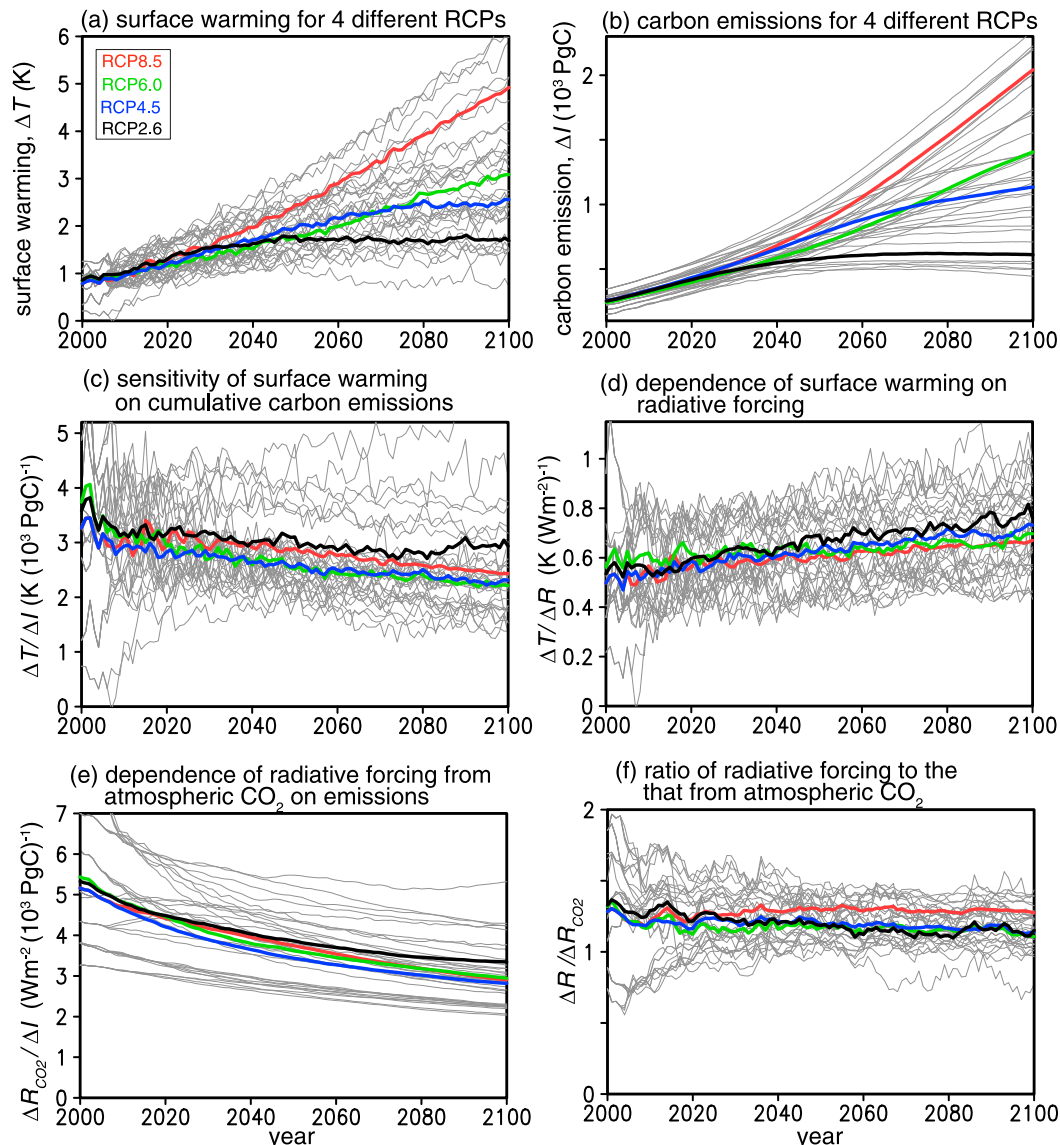 (a) surface warming for 4 different RCPs
surface warming, ΔT (K)
6
5
4
3
2
1
0
RCP8.5
RCP6.0
RCP4.5
RCP2.6
2000 2020 2040 2060 2080 2100
(b) carbon emissions for 4 different RCPs
carbon emission, ΔI (10³ PgC)
2
1
2000 2020 2040 2060 2080 2100
(c) sensitivity of surface warming
on cumulative carbon emissions
ΔT/ΔI (K (10³ PgC)⁻¹
5
4
3
2
1
0
2000 2020 2040 2060 2080 2100
(d) dependence of surface warming on
radiative forcing
ΔT/ΔR (K (Wm⁻²)⁻¹)
1
0.8
0.6
0.4
0.2
0
2000 2020 2040 2060 2080 2100
(e) dependence of radiative forcing from
atmospheric CO₂ on emissions
ΔR_CO2/ΔI (Wm⁻² (10³ PgC)⁻¹)
7
6
5
4
3
2
1
0
2000 2020 2040 2060 2080 2100
year
(f) ratio of radiative forcing to the
that from atmospheric CO₂
ΔR/ΔR_CO2
2
1
0
2000 2020 2040 2060 2080 2100
year